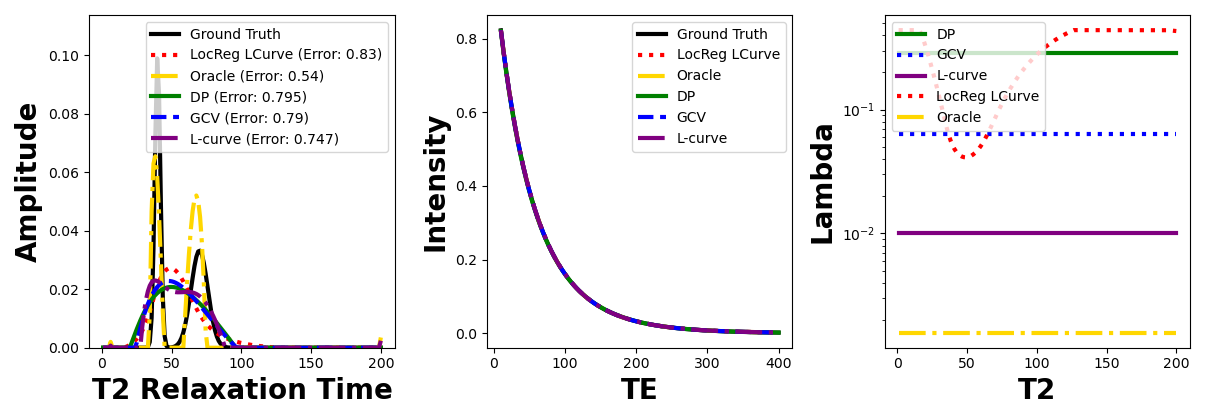 Amplitude
0.10
0.08
0.06
0.04
0.02
0.00
Ground Truth
LocReg LCurve (Error: 0.83)
Oracle (Error: 0.54)
DP (Error: 0.795)
GCV (Error: 0.79)
L-curve (Error: 0.747)
0 50 100 150 200
T2 Relaxation Time
Intensity
0.8
0.6
0.4
0.2
0.0
Ground Truth
LocReg LCurve
Oracle
DP
GCV
L-curve
0 100 200 300 400
TE
Lambda
10⁻¹
10⁻²
DP
GCV
L-curve
LocReg LCurve
Oracle
0 50 100 150 200
T2